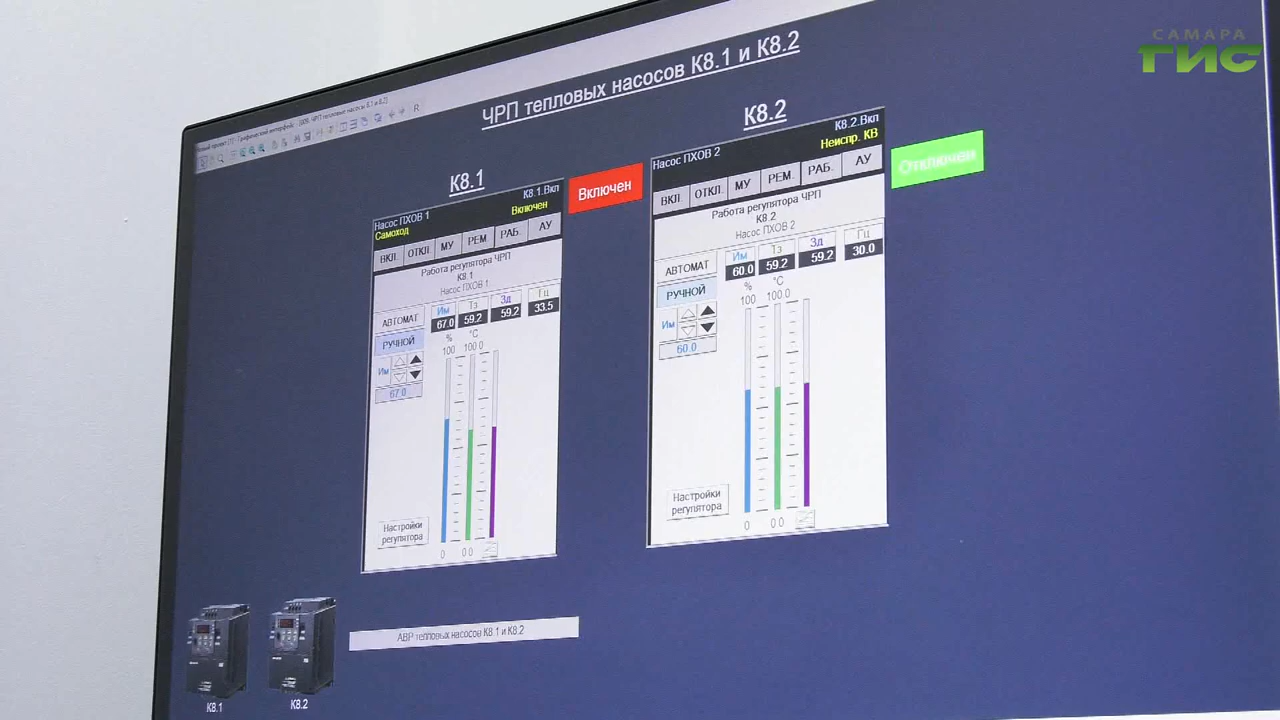 САМАРА
ГИС
ЧРП тепловых насосов К8.1 и К8.2
R
К8.1
Включен
К8.1.Вкл
Насос ПХОВ 1
Включен
Самоход
ВКЛ. ОТКЛ. МУ РЕМ РАБ. АУ
Работа регулятора ЧРП
К8.1
Насос ПХОВ 1
АВТОМАТ
РУЧНОЙ
Им Тз Зд Гц
67.0 59.2 59.2 33.5
% °C
100 100.0
Им
67.0
Настройки
регулятора
0 0.0
К8.2
Отключен
К8.2.Вкл
Насос ПХОВ 2
Неиспр. КВ
ВКЛ. ОТКЛ. МУ РЕМ. РАБ. АУ
Работа регулятора ЧРП
К8.2
Насос ПХОВ 2
АВТОМАТ
РУЧНОЙ
Им Тз Зд Гц
60.0 59.2 59.2 30.0
% °C
100 100.0
Им
60.0
Настройки
регулятора
0 0.0
АВР тепловых насосов К8.1 и К8.2
К8.1
К8.2